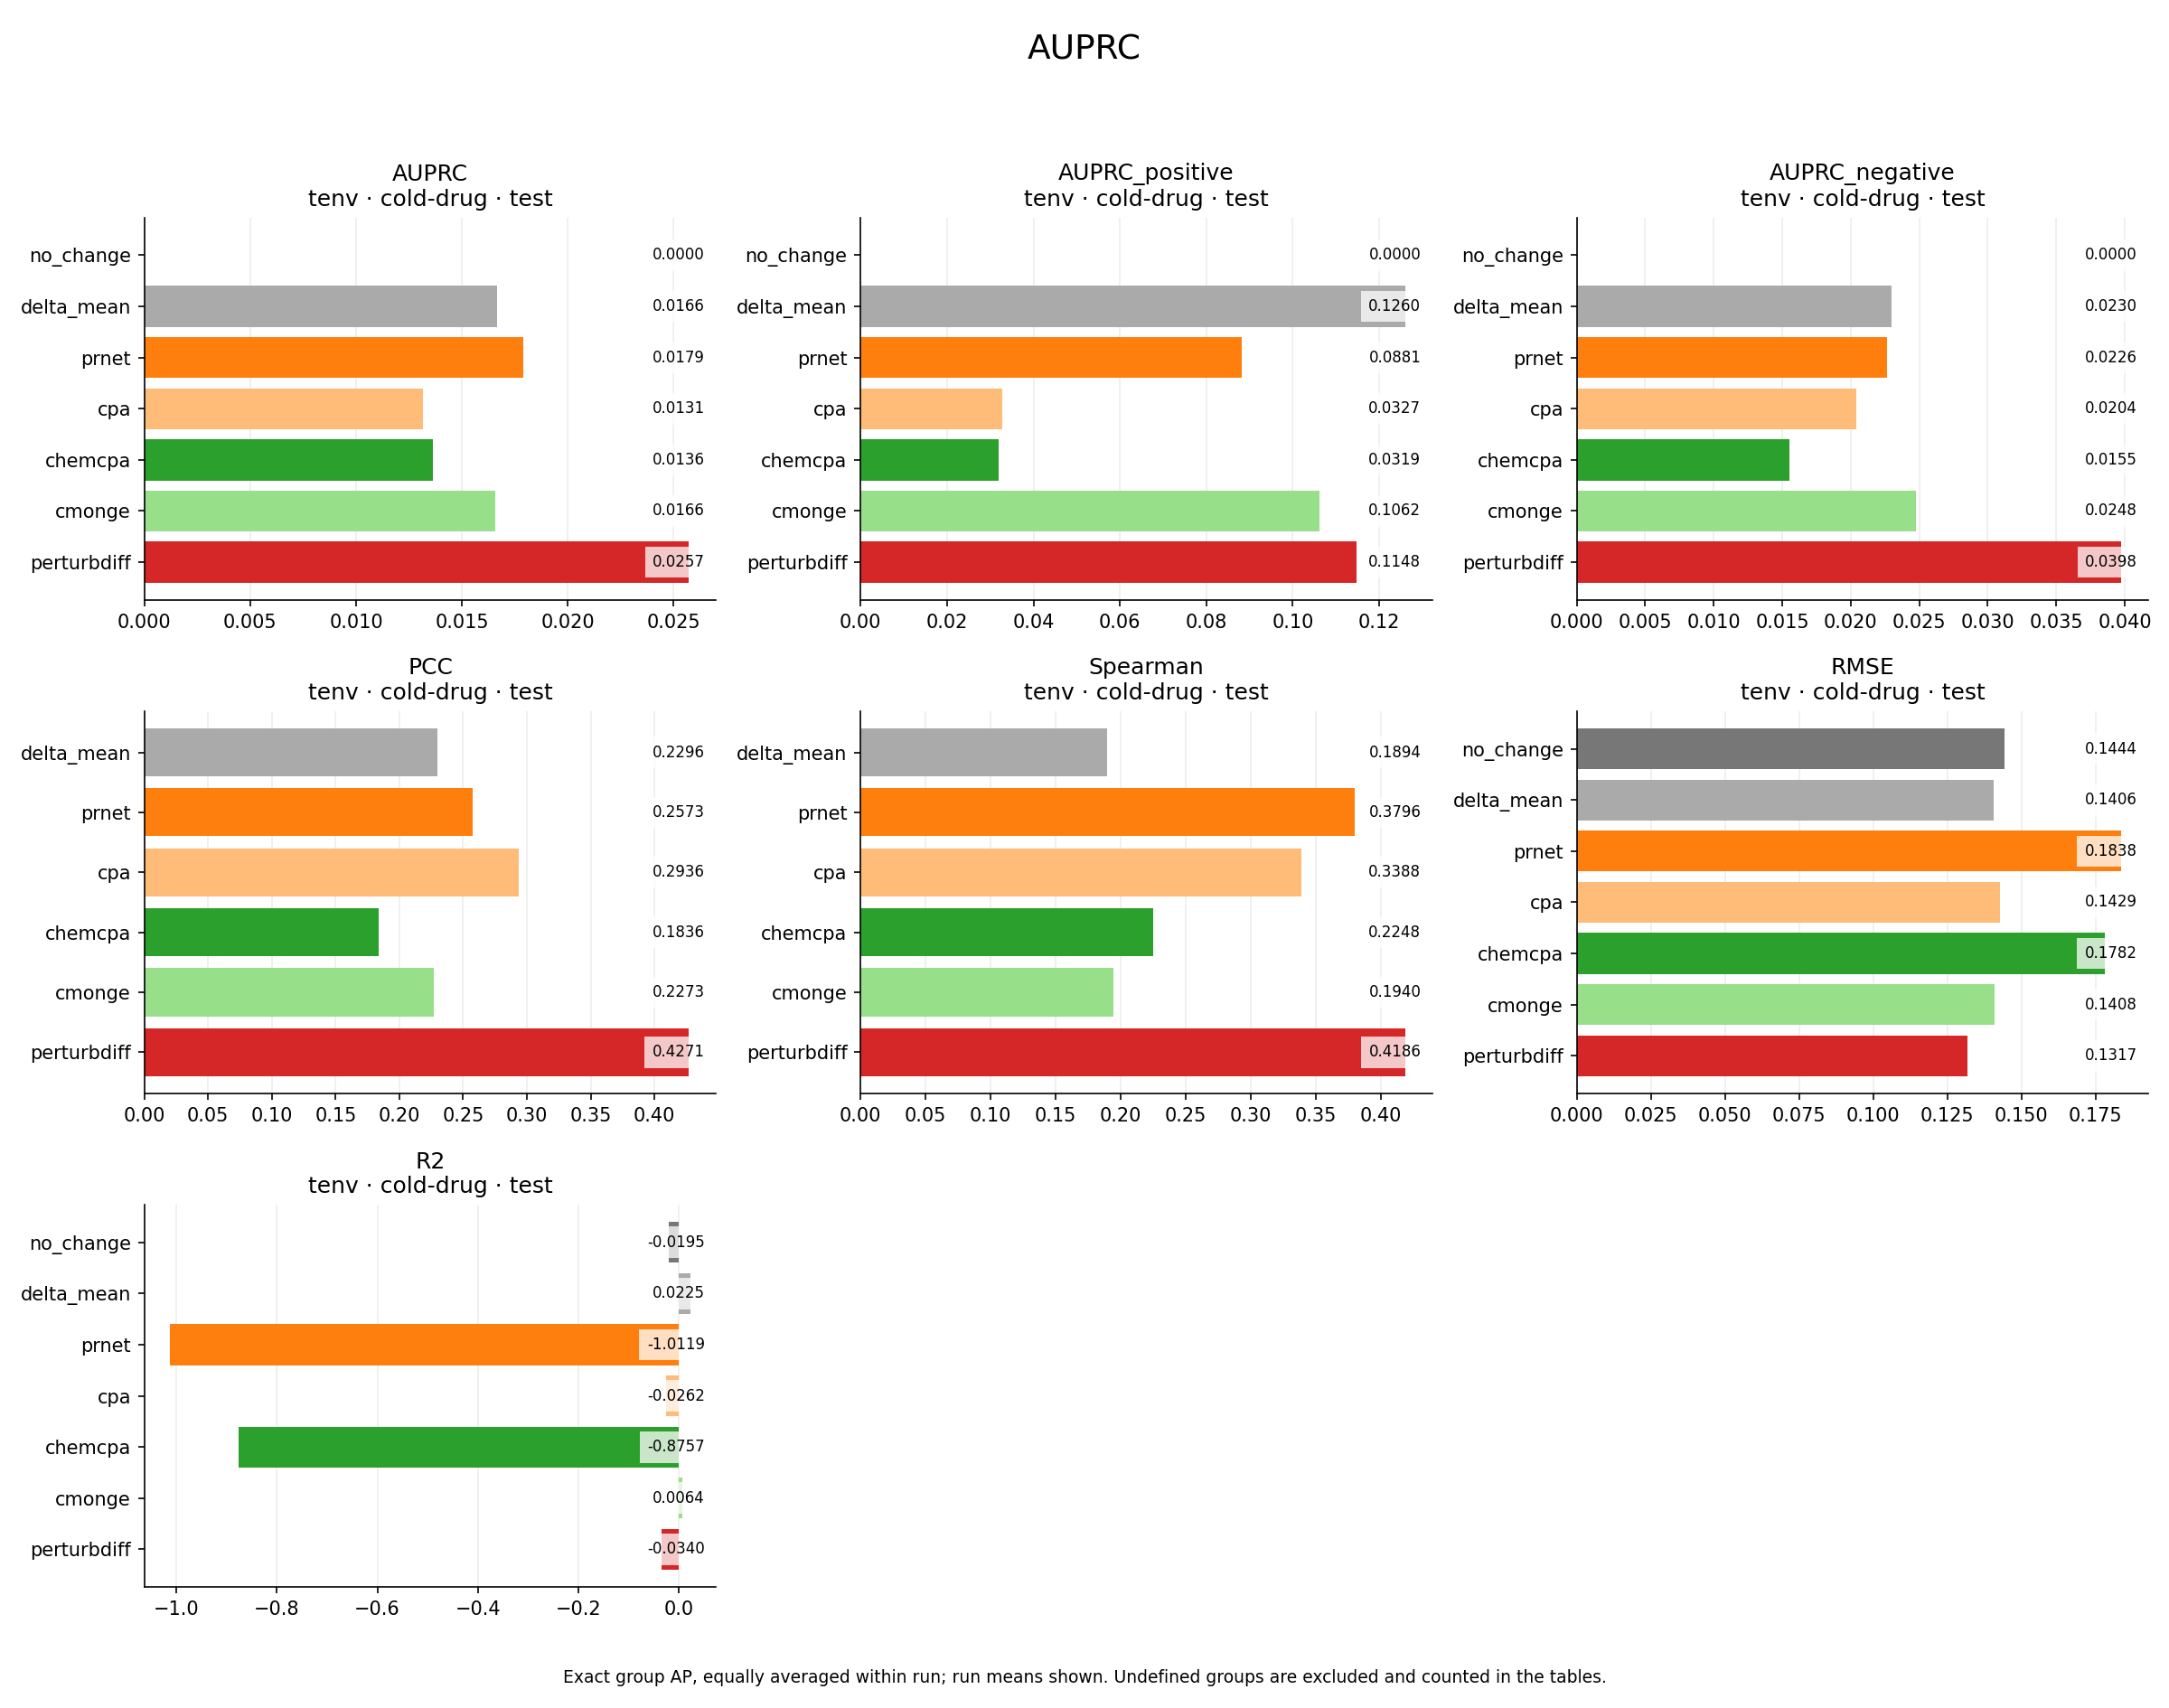 AUPRC
AUPRC
tenv · cold-drug · test
no_change 0.0000
delta_mean 0.0166
prnet 0.0179
cpa 0.0131
chemcpa 0.0136
cmonge 0.0166
perturbdiff 0.0257
0.000 0.005 0.010 0.015 0.020 0.025
AUPRC_positive
tenv · cold-drug · test
no_change 0.0000
delta_mean 0.1260
prnet 0.0881
cpa 0.0327
chemcpa 0.0319
cmonge 0.1062
perturbdiff 0.1148
0.00 0.02 0.04 0.06 0.08 0.10 0.12
AUPRC_negative
tenv · cold-drug · test
no_change 0.0000
delta_mean 0.0230
prnet 0.0226
cpa 0.0204
chemcpa 0.0155
cmonge 0.0248
perturbdiff 0.0398
0.000 0.005 0.010 0.015 0.020 0.025 0.030 0.035 0.040
PCC
tenv · cold-drug · test
delta_mean 0.2296
prnet 0.2573
cpa 0.2936
chemcpa 0.1836
cmonge 0.2273
perturbdiff 0.4271
0.00 0.05 0.10 0.15 0.20 0.25 0.30 0.35 0.40
Spearman
tenv · cold-drug · test
delta_mean 0.1894
prnet 0.3796
cpa 0.3388
chemcpa 0.2248
cmonge 0.1940
perturbdiff 0.4186
0.00 0.05 0.10 0.15 0.20 0.25 0.30 0.35 0.40
RMSE
tenv · cold-drug · test
no_change 0.1444
delta_mean 0.1406
prnet 0.1838
cpa 0.1429
chemcpa 0.1782
cmonge 0.1408
perturbdiff 0.1317
0.000 0.025 0.050 0.075 0.100 0.125 0.150 0.175
R2
tenv · cold-drug · test
no_change -0.0195
delta_mean 0.0225
prnet -1.0119
cpa -0.0262
chemcpa -0.8757
cmonge 0.0064
perturbdiff -0.0340
−1.0 −0.8 −0.6 −0.4 −0.2 0.0
Exact group AP, equally averaged within run; run means shown. Undefined groups are excluded and counted in the tables.